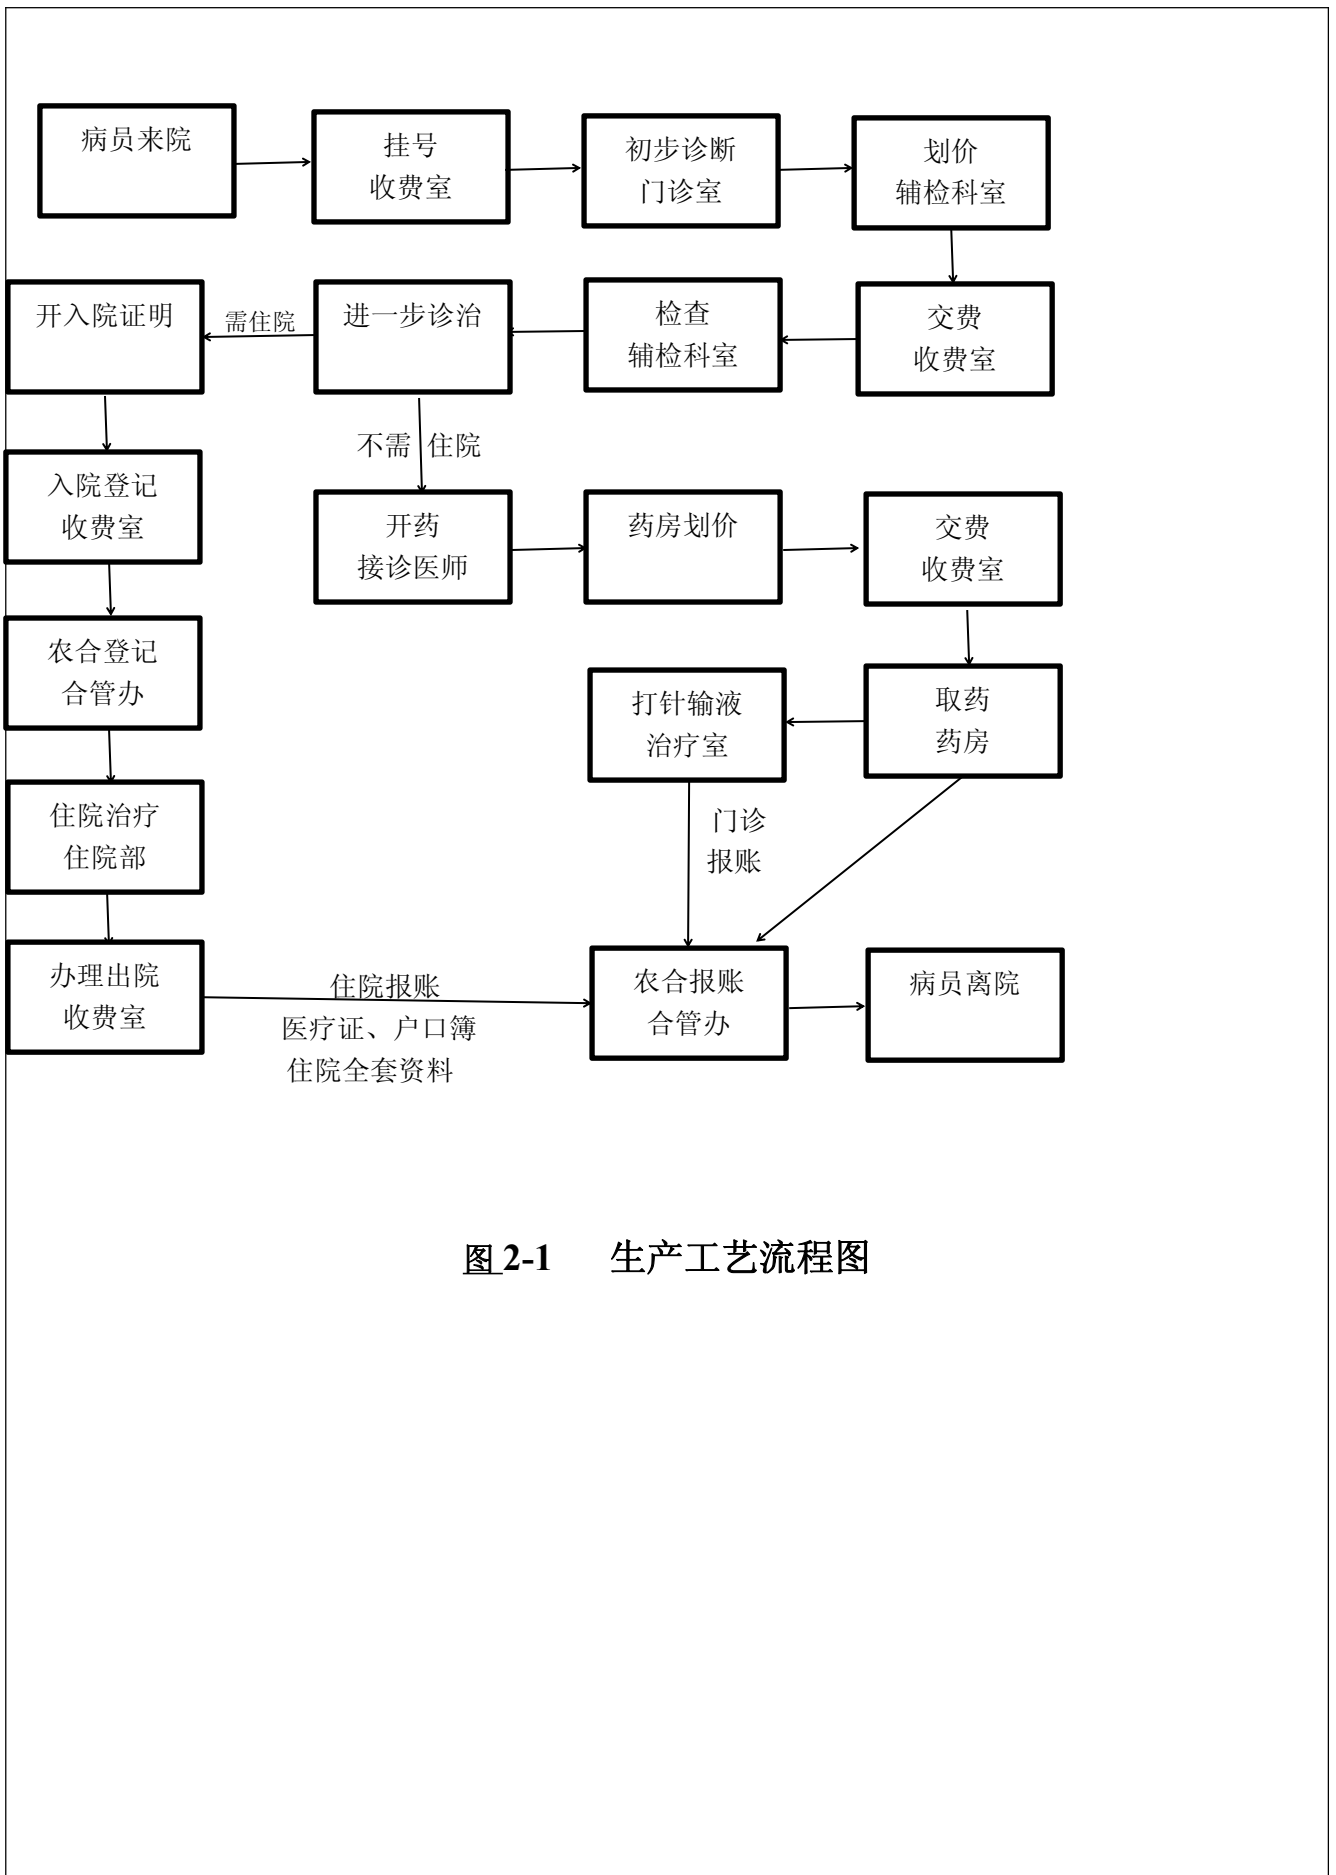 病员来院
挂号
收费室
初步诊断
门诊室
划价
辅检科室
开入院证明
需住院
进一步诊治
检查
辅检科室
交费
收费室
不需 住院
入院登记
收费室
开药
接诊医师
药房划价
交费
收费室
农合登记
合管办
打针输液
治疗室
取药
药房
住院治疗
住院部
门诊
报账
办理出院
收费室
住院报账
医疗证、户口簿
住院全套资料
农合报账
合管办
病员离院
图 2-1 生产工艺流程图